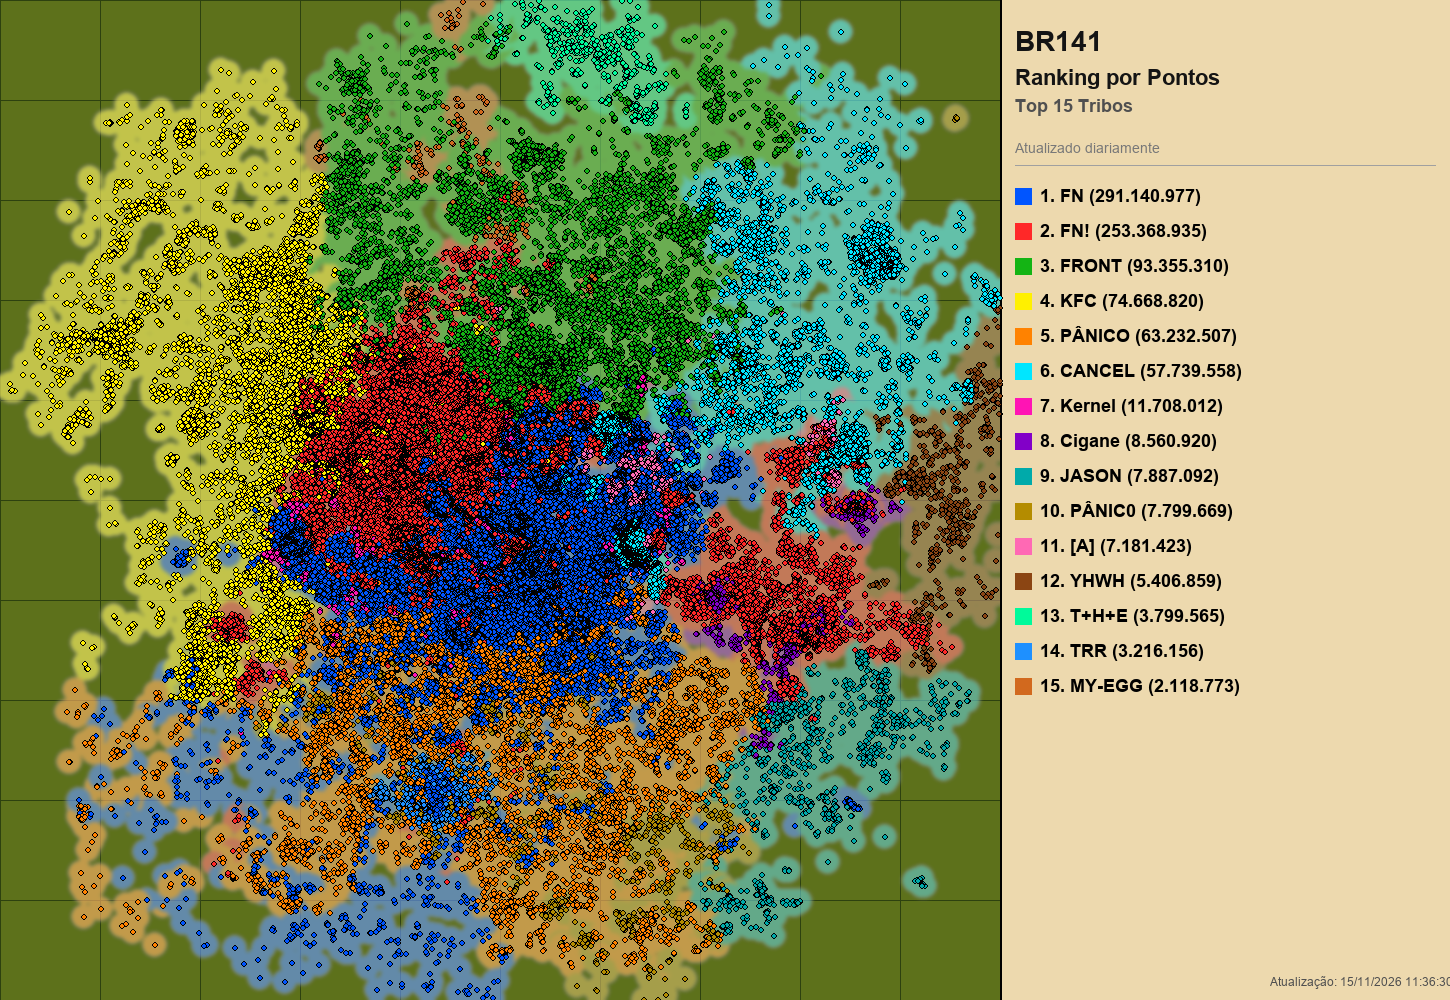 BR141
Ranking por Pontos
Top 15 Tribos
Atualizado diariamente
1. FN (291.140.977)
2. FN! (253.368.935)
3. FRONT (93.355.310)
4. KFC (74.668.820)
5. PÂNICO (63.232.507)
6. CANCEL (57.739.558)
7. Kernel (11.708.012)
8. Cigane (8.560.920)
9. JASON (7.887.092)
10. PÂNIC0 (7.799.669)
11. [A] (7.181.423)
12. YHWH (5.406.859)
13. T+H+E (3.799.565)
14. TRR (3.216.156)
15. MY-EGG (2.118.773)
Atualização: 15/11/2026 11:36:30